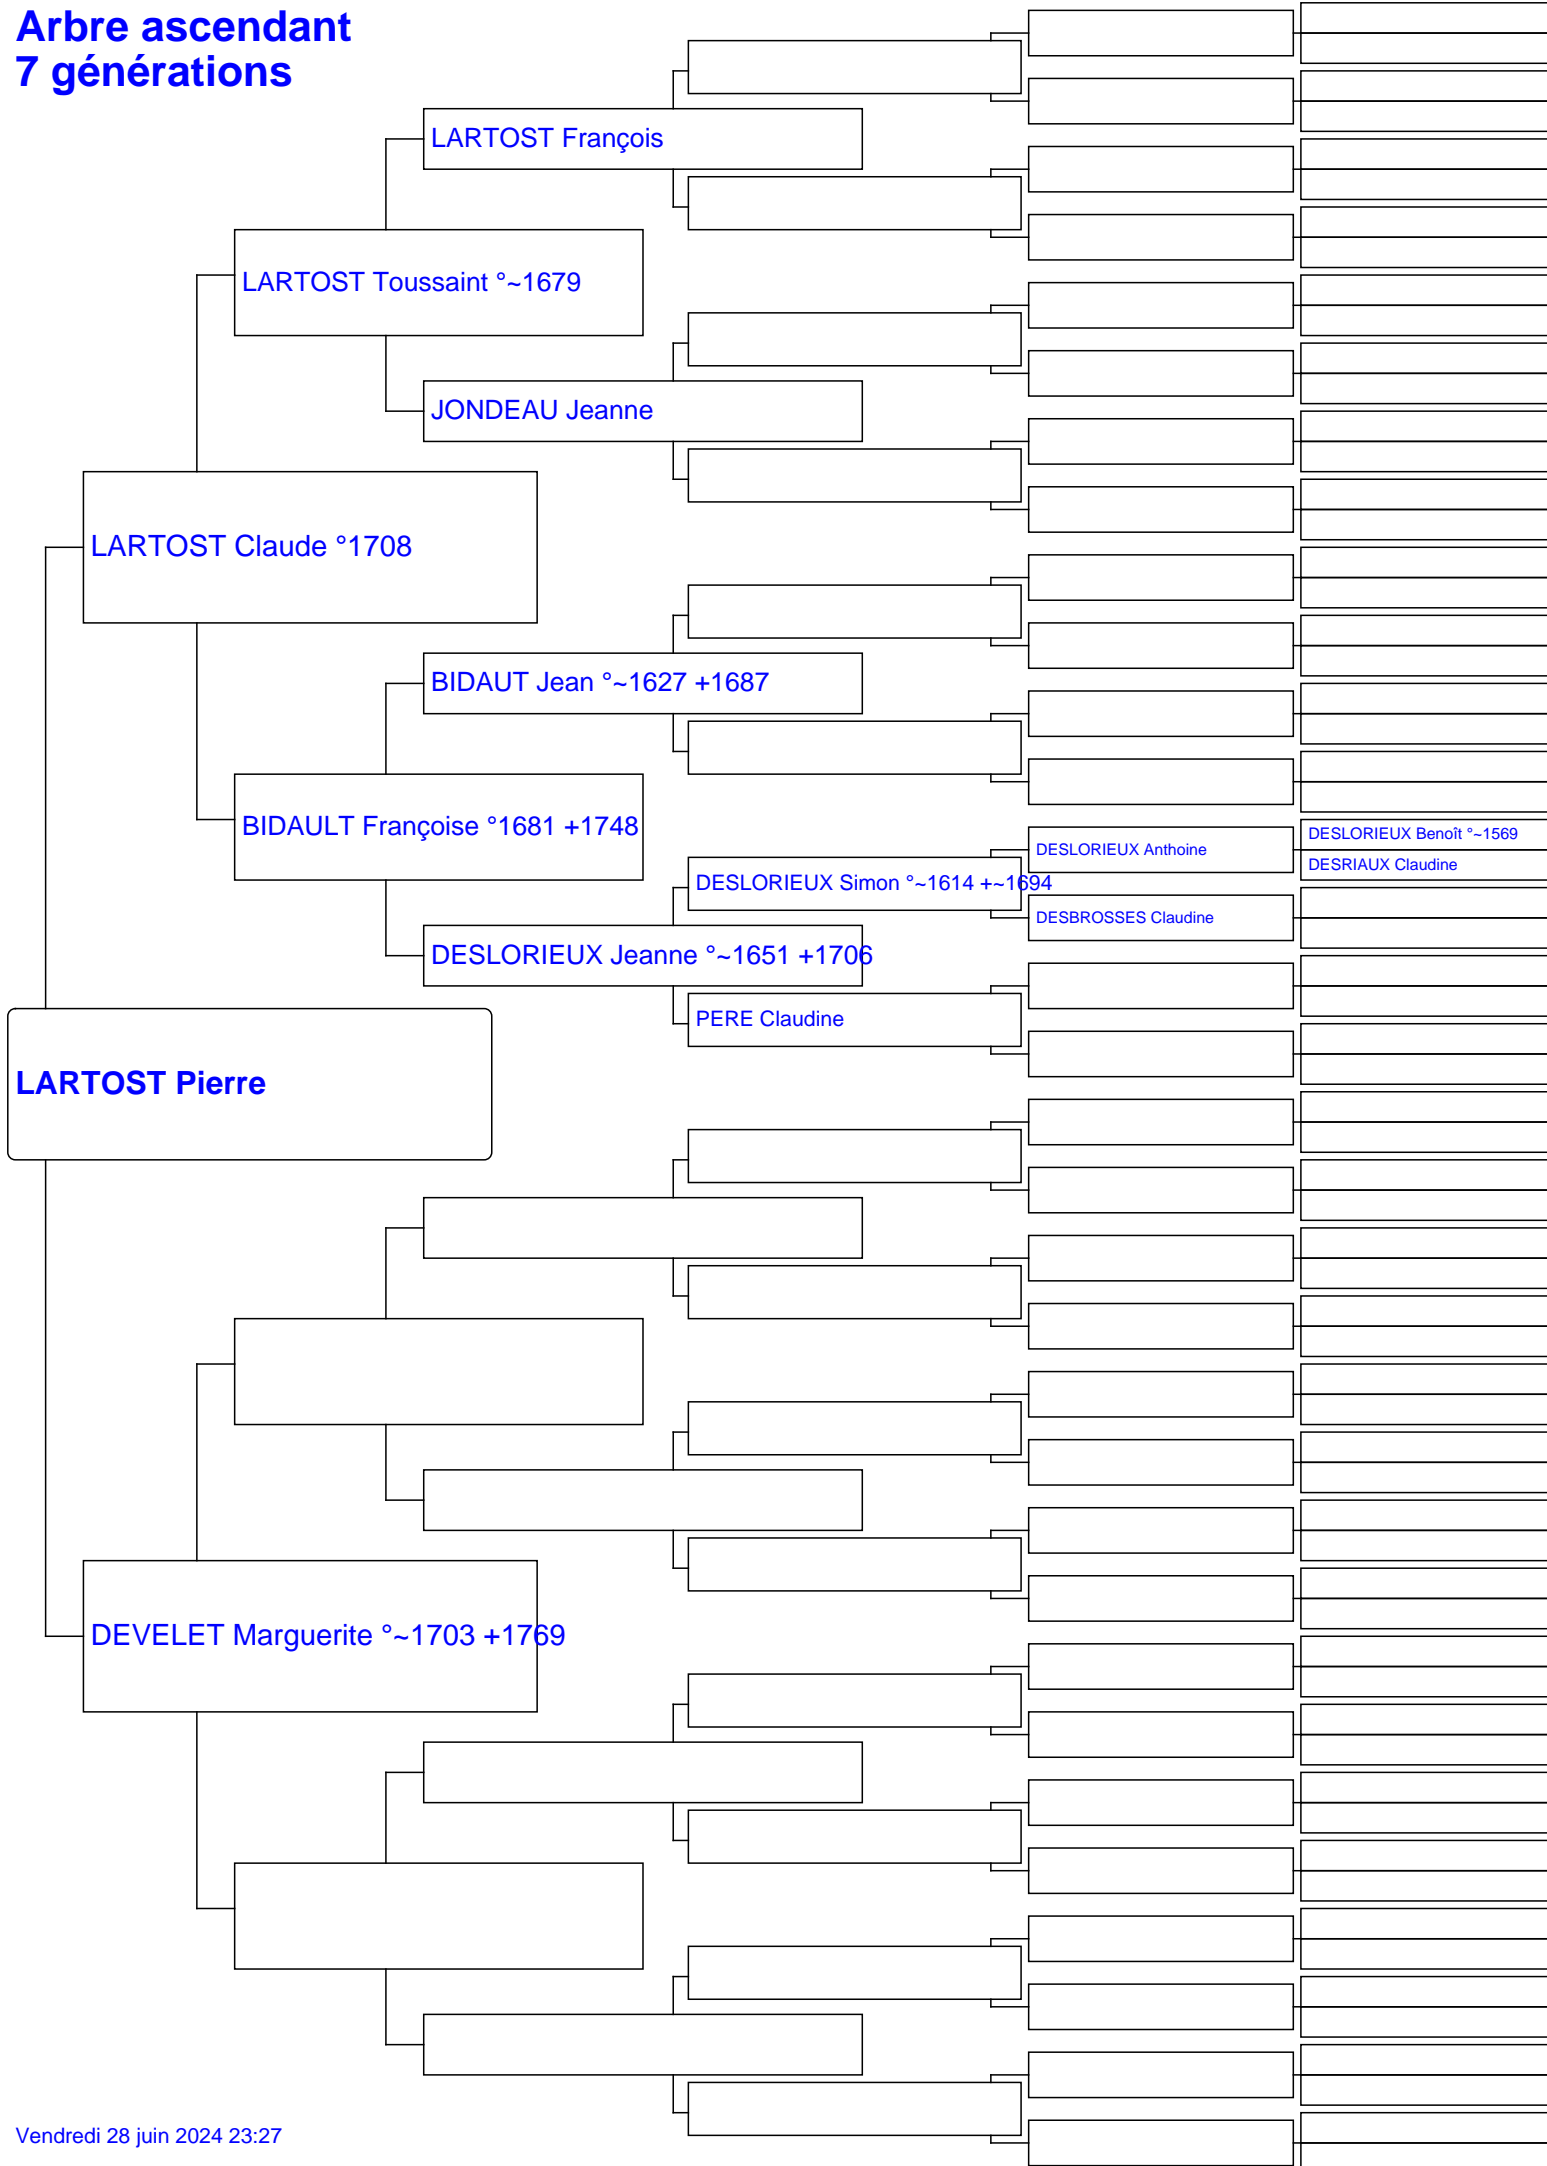 Arbre ascendant
7 générations
LARTOST François
LARTOST Toussaint °~1679
JONDEAU Jeanne
LARTOST Claude °1708
BIDAUT Jean °~1627 +1687
BIDAULT Françoise °1681 +1748
DESLORIEUX Benoît °~1569
DESLORIEUX Anthoine
DESRIAUX Claudine
DESLORIEUX Simon °~1614 +~1694
DESBROSSES Claudine
DESLORIEUX Jeanne °~1651 +1706
PERE Claudine
LARTOST Pierre
DEVELET Marguerite °~1703 +1769
Vendredi 28 juin 2024 23:27